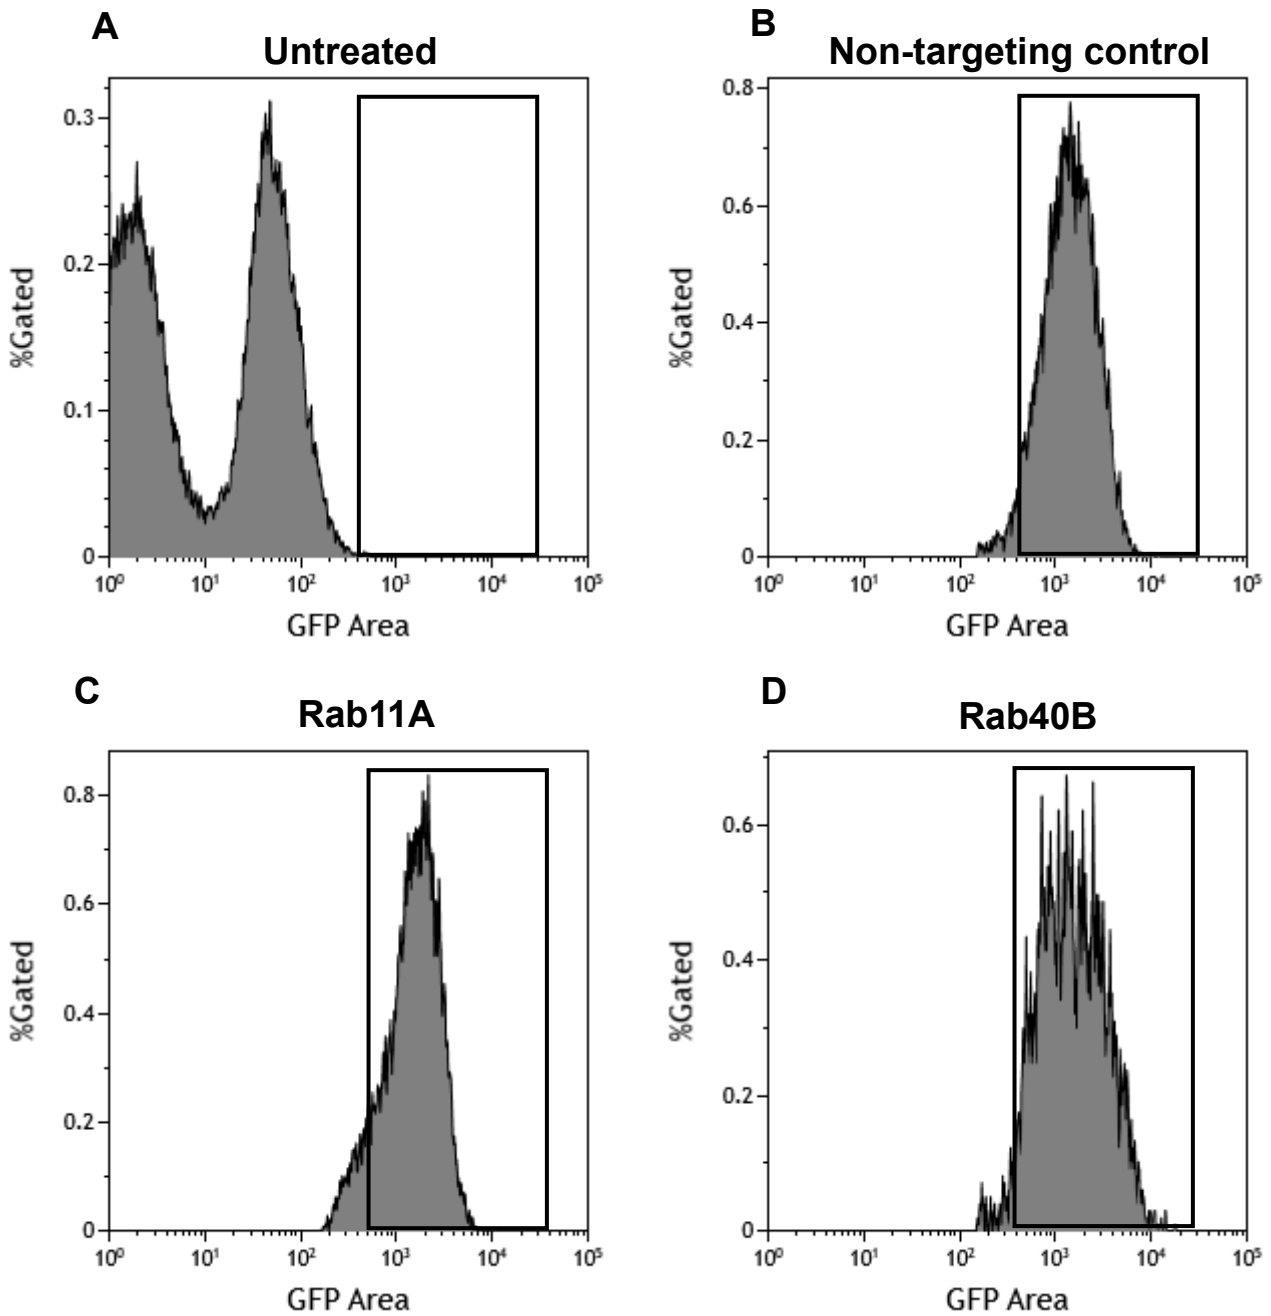 A
Untreated
0.3
0.2
0.1
0
%Gated
10⁰ 10¹ 10² 10³ 10⁴ 10⁵
GFP Area
B
Non-targeting control
0.8
0.6
0.4
0.2
0
%Gated
10⁰ 10¹ 10² 10³ 10⁴ 10⁵
GFP Area
C
Rab11A
0.8
0.6
0.4
0.2
0
%Gated
10⁰ 10¹ 10² 10³ 10⁴ 10⁵
GFP Area
D
Rab40B
0.6
0.4
0.2
0
%Gated
10⁰ 10¹ 10² 10³ 10⁴ 10⁵
GFP Area